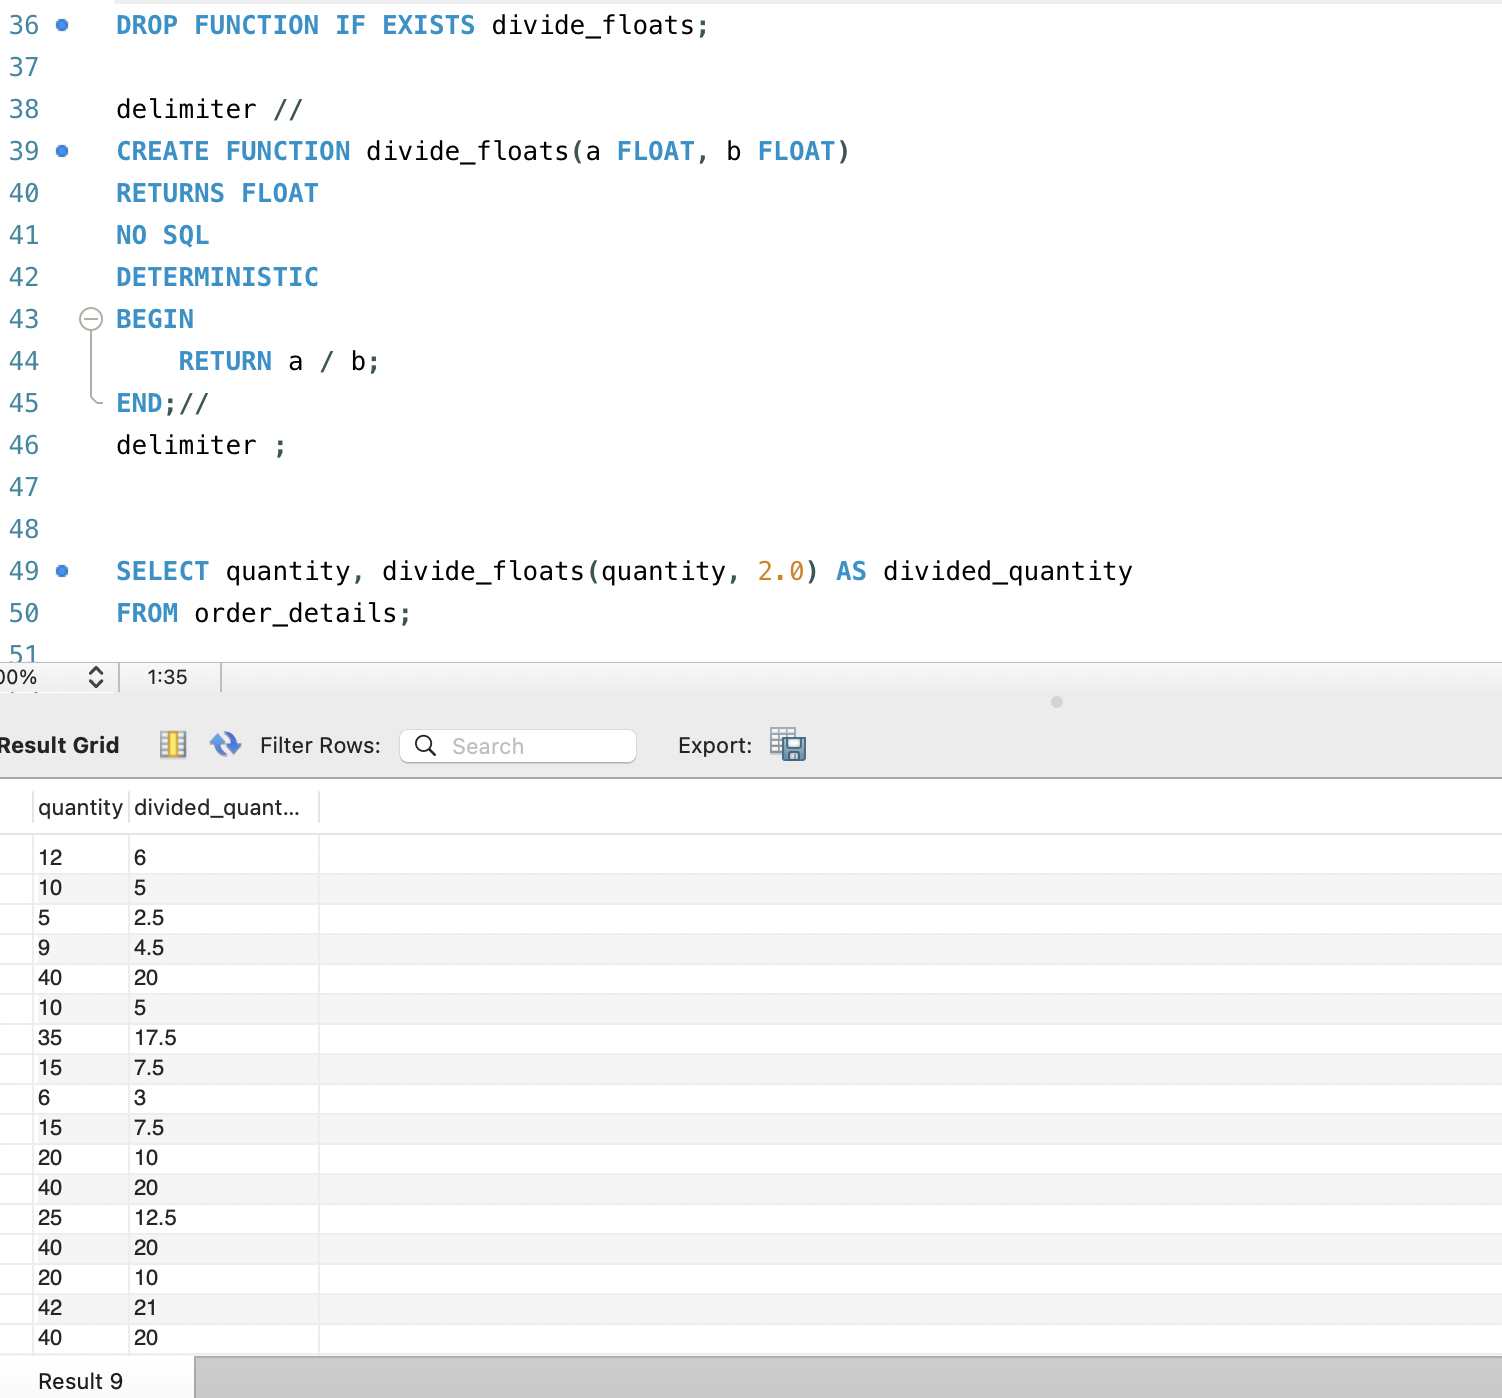 36 DROP FUNCTION IF EXISTS divide_floats;
37
38 delimiter //
39 CREATE FUNCTION divide_floats(a FLOAT, b FLOAT)
40 RETURNS FLOAT
41 NO SQL
42 DETERMINISTIC
43 BEGIN
44 RETURN a / b;
45 END;//
46 delimiter ;
47
48
49 SELECT quantity, divide_floats(quantity, 2.0) AS divided_quantity
50 FROM order_details;
51
00% 1:35
Result Grid Filter Rows: Search Export:
quantity divided_quant...
12 6
10 5
5 2.5
9 4.5
40 20
10 5
35 17.5
15 7.5
6 3
15 7.5
20 10
40 20
25 12.5
40 20
20 10
42 21
40 20
Result 9